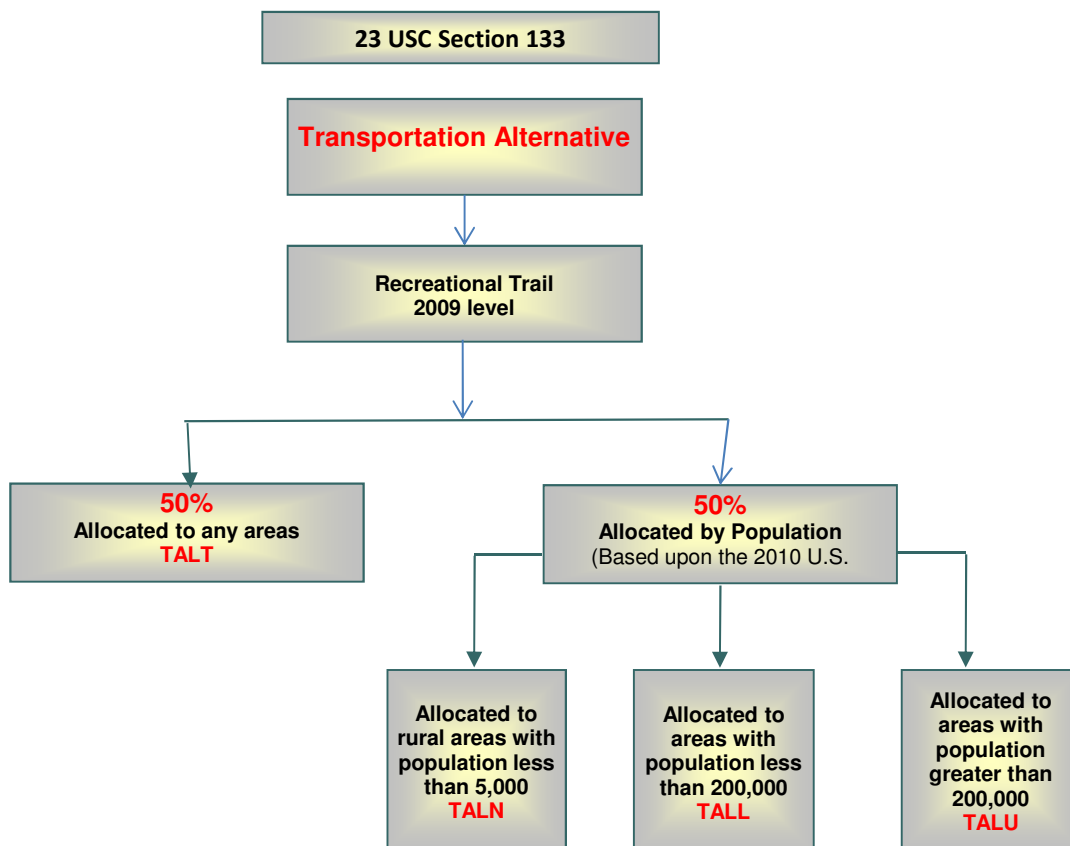 23 USC Section 133
Transportation Alternative
Recreational Trail
2009 level
50%
Allocated to any areas
TALT
50%
Allocated by Population
(Based upon the 2010 U.S.
Allocated to
rural areas with
population less
than 5,000
TALN
Allocated to
areas with
population less
than 200,000
TALL
Allocated to
areas with
population
greater than
200,000
TALU